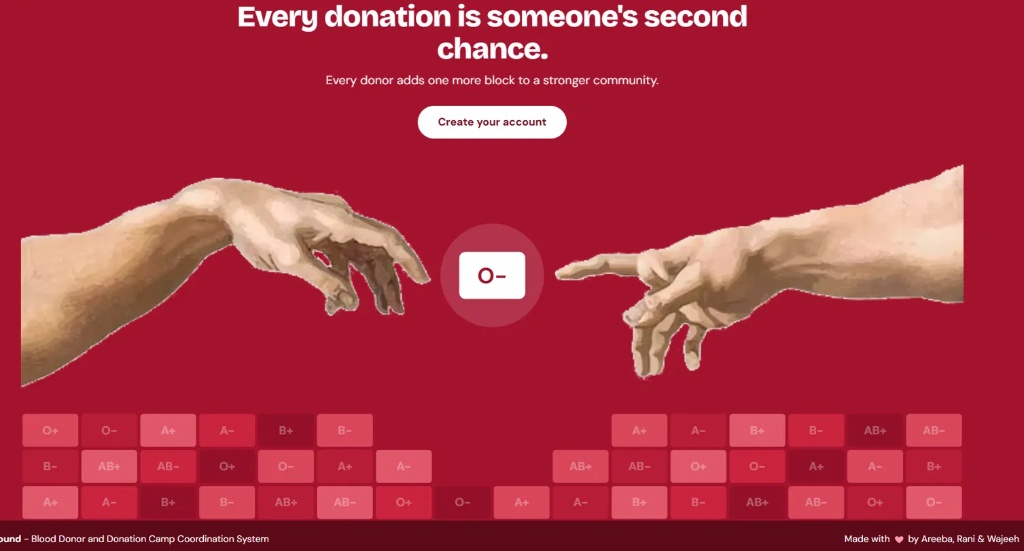 Every donation is someone's second
chance.
Every donor adds one more block to a stronger community.
Create your account
O-
O+ O- A+ A- B+ B- A+ A- B+ B- AB+ AB-
B- AB+ AB- O+ O- A+ A- AB+ AB- O+ O- A+ A- B+
A+ A- B+ B- AB+ AB- O+ O- A+ A- B+ B- AB+ AB- O+ O-
ound - Blood Donor and Donation Camp Coordination System
Made with ❤ by Areeba, Rani & Wajeeh